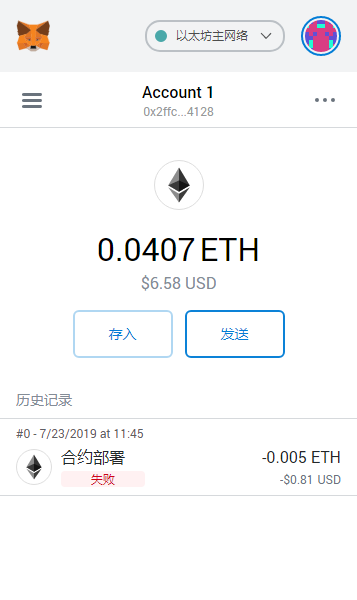 以太坊主网络
Account 1
0x2ffc...4128
0.0407 ETH
$6.58 USD
存入
发送
历史记录
#0 - 7/23/2019 at 11:45
合约部署
-0.005 ETH
失败
-$0.81 USD